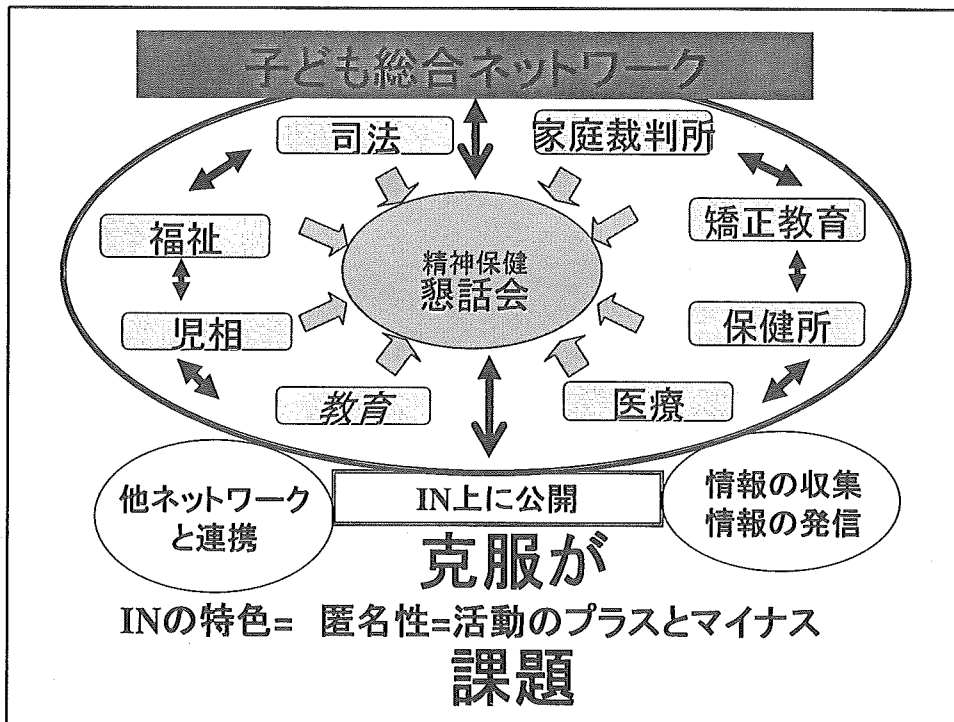 子ども総合ネットワーク
司法
家庭裁判所
福祉
矯正教育
精神保健
懇話会
児相
保健所
教育
医療
他ネットワーク
と連携
IN上に公開
情報の収集
情報の発信
克服が
INの特色= 匿名性=活動のプラスとマイナス
課題